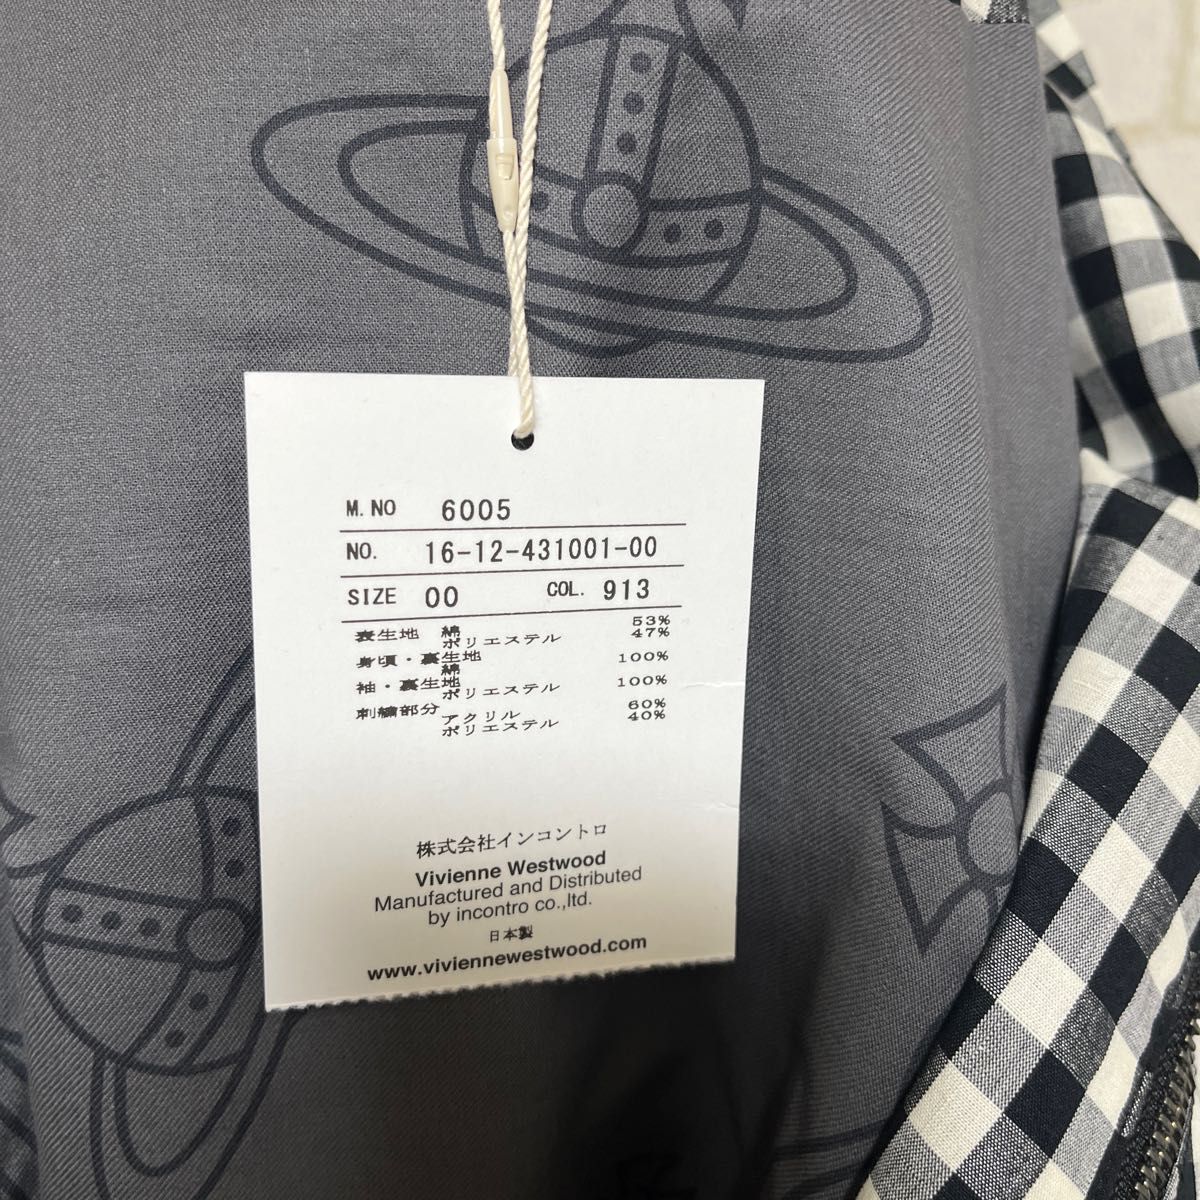 M.NO 6005
NO. 16-12-431001-00
SIZE 00 COL. 913
表生地 綿 53%
ポリエステル 47%
身頃・裏生地
綿 100%
袖・裏生地
ポリエステル 100%
刺繍部分
アクリル 60%
ポリエステル 40%
株式会社インコントロ
Vivienne Westwood
Manufactured and Distributed
by incontro co.,ltd.
日本製
www.viviennewestwood.com